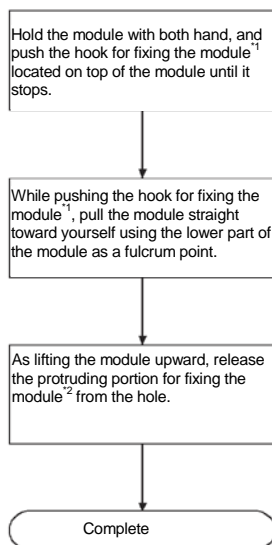 Hold the module with both hand, and
push the hook for fixing the module*1
located on top of the module until it
stops.
While pushing the hook for fixing the
module*1, pull the module straight
toward yourself using the lower part of
the module as a fulcrum point.
As lifting the module upward, release
the protruding portion for fixing the
module*2 from the hole.
Complete